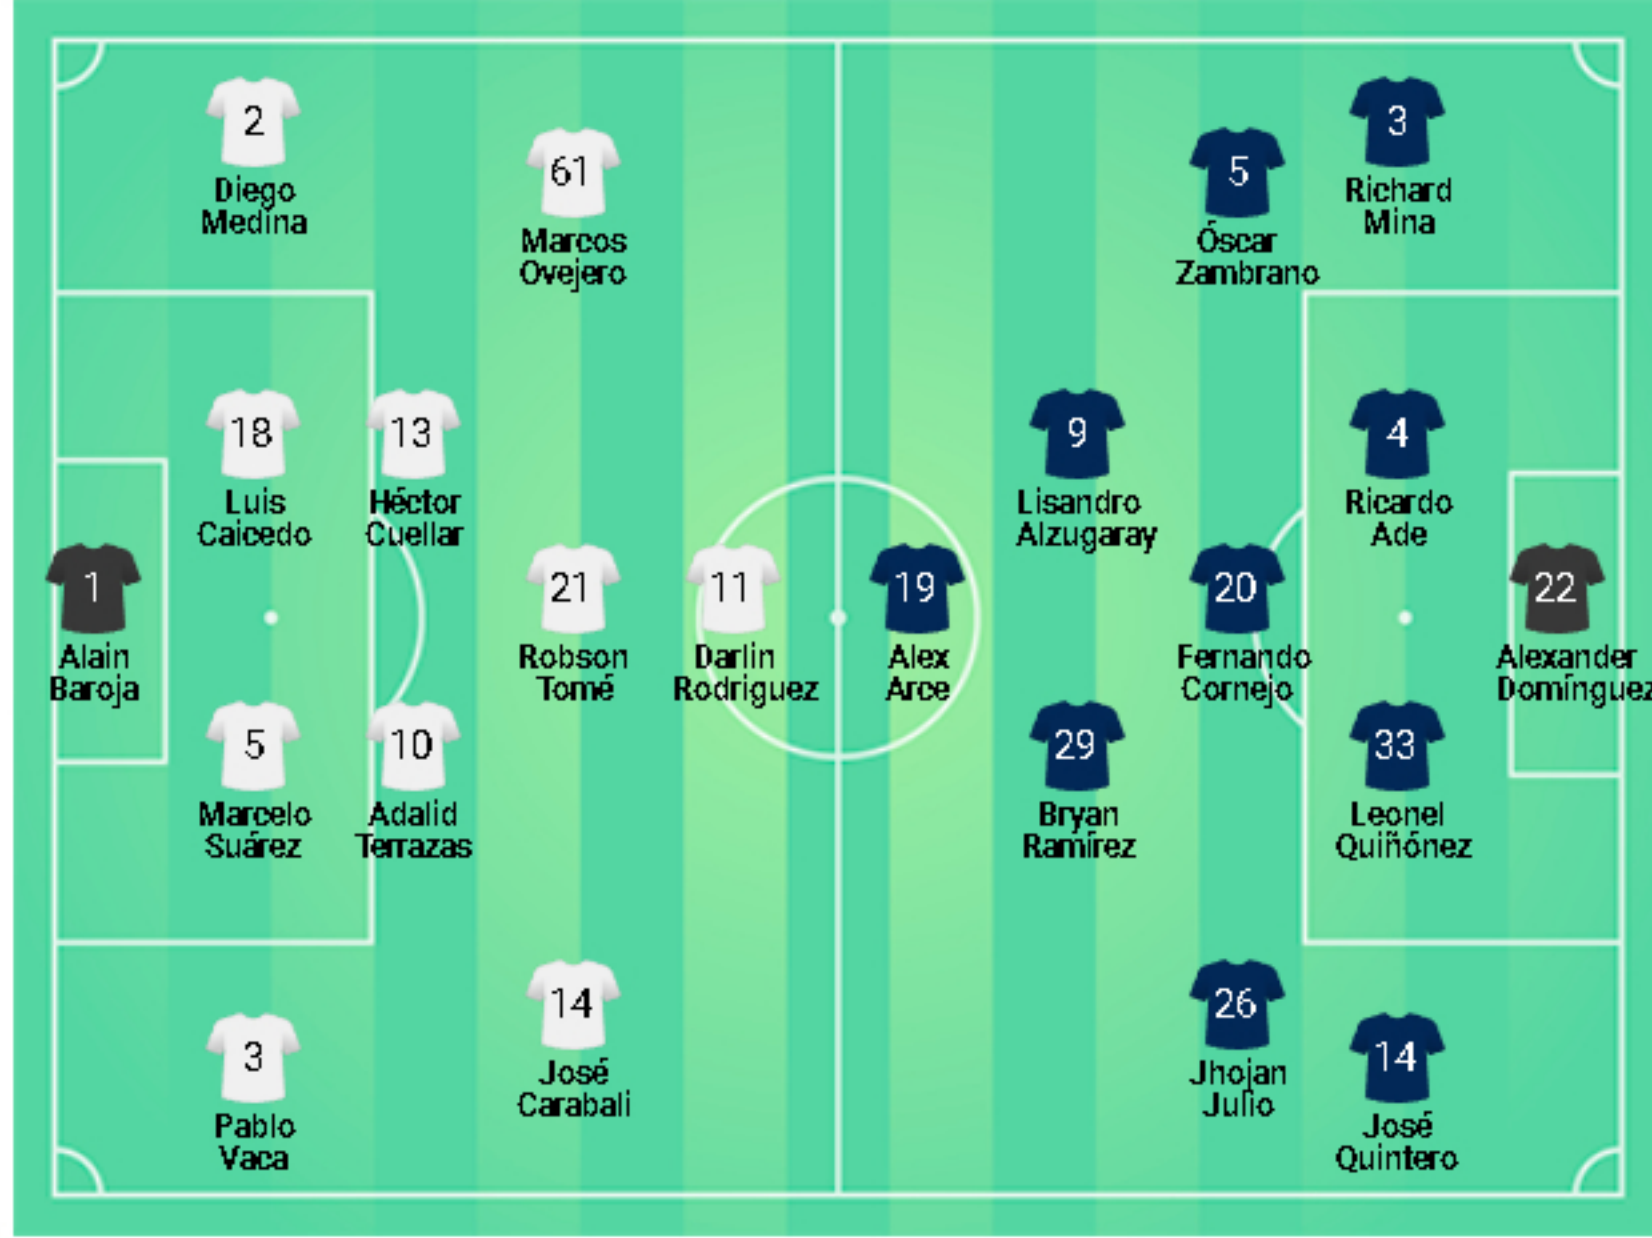 2
Diego
Medina
61
Marcos
Ovejero
5
Óscar
Zambrano
3
Richard
Mina
18
Luis
Caicedo
13
Héctor
Cuellar
9
Lisandro
Alzugaray
4
Ricardo
Ade
1
Alain
Baroja
21
Robson
Tomé
11
Darlin
Rodriguez
19
Alex
Arce
20
Fernando
Cornejo
22
Alexander
Domínguez
5
Marcelo
Suárez
10
Adalid
Terrazas
29
Bryan
Ramírez
33
Leonel
Quiñónez
14
José
Carabali
26
Jhojan
Julio
3
Pablo
Vaca
14
José
Quintero